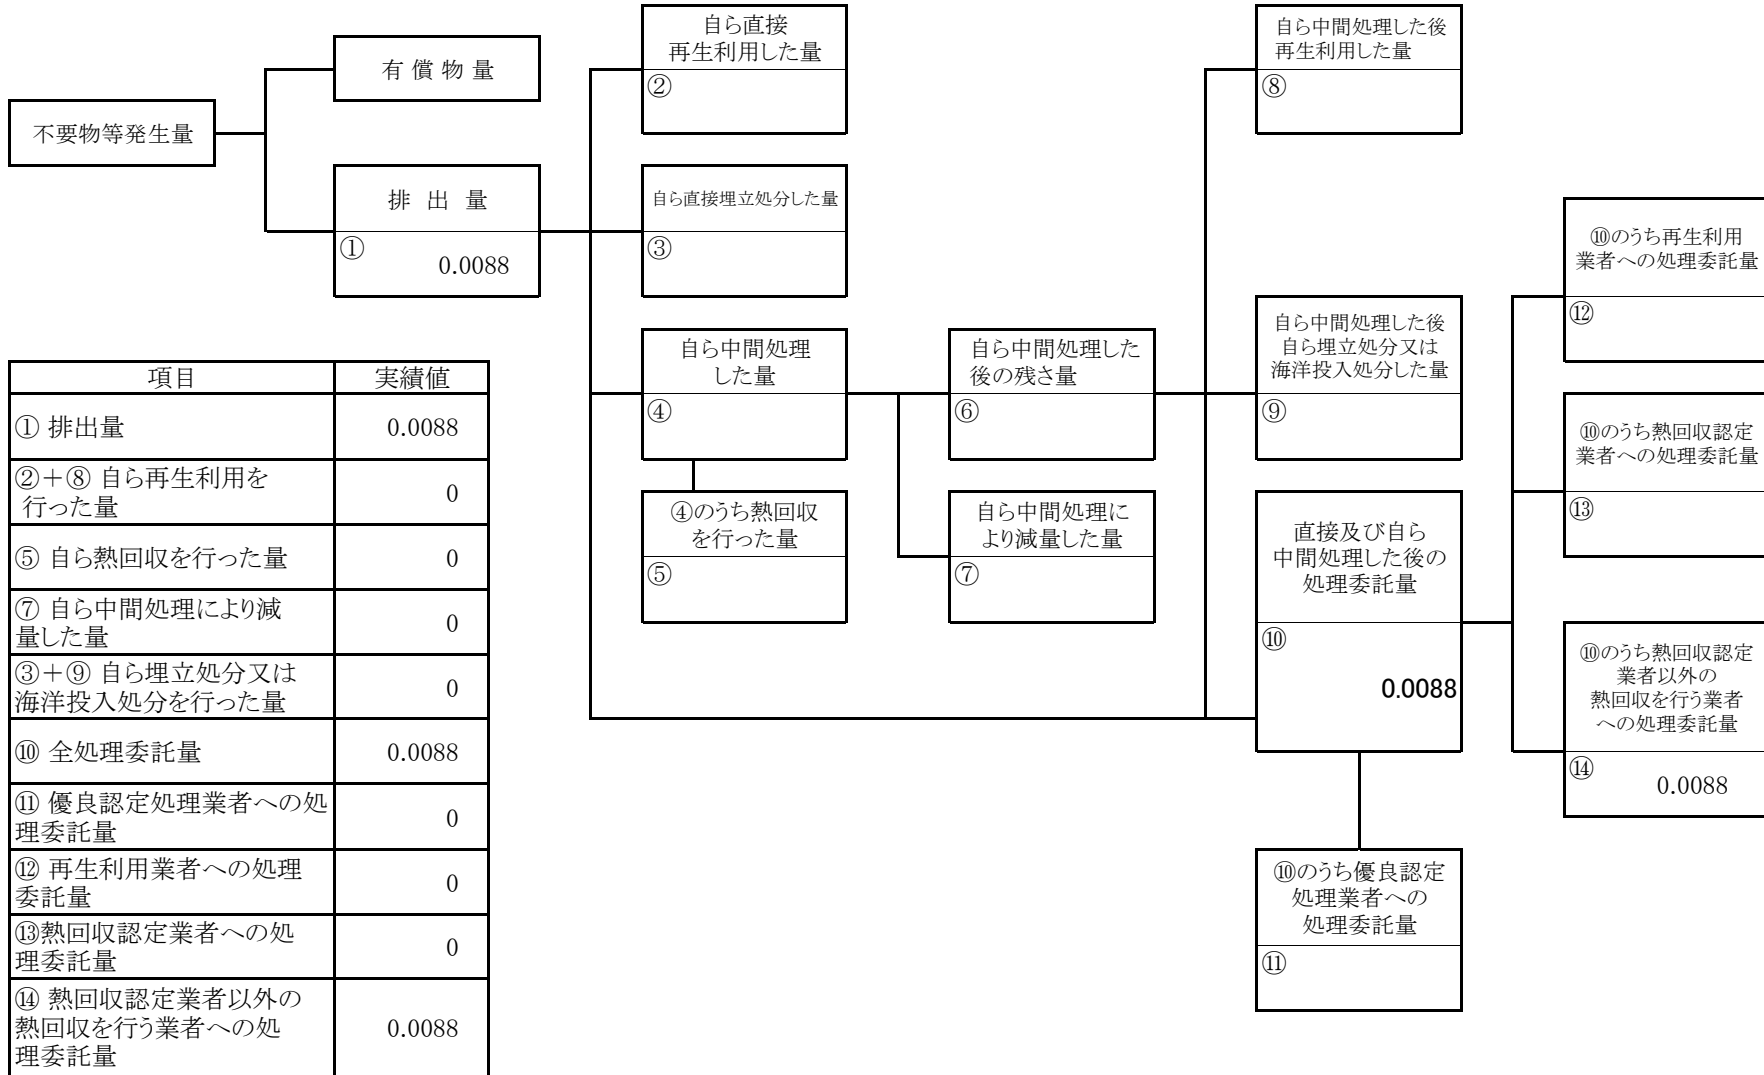 不要物等発生量
有 償 物 量
排 出 量
①
0.0088
自ら直接
再生利用した量
②
自ら直接埋立処分した量
③
自ら中間処理
した量
④
④のうち熱回収
を行った量
⑤
自ら中間処理した
後の残さ量
⑥
自ら中間処理に
より減量した量
⑦
自ら中間処理した後
再生利用した量
⑧
自ら中間処理した後
自ら埋立処分又は
海洋投入処分した量
⑨
直接及び自ら
中間処理した後の
処理委託量
⑩
0.0088
⑩のうち優良認定
処理業者への
処理委託量
⑪
⑩のうち再生利用
業者への処理委託量
⑫
⑩のうち熱回収認定
業者への処理委託量
⑬
⑩のうち熱回収認定
業者以外の
熱回収を行う業者
への処理委託量
⑭
0.0088
項目 実績値
① 排出量 0.0088
②＋⑧ 自ら再生利用を
行った量 0
⑤ 自ら熱回収を行った量 0
⑦ 自ら中間処理により減
量した量 0
③＋⑨ 自ら埋立処分又は
海洋投入処分を行った量 0
⑩ 全処理委託量 0.0088
⑪ 優良認定処理業者への処
理委託量 0
⑫ 再生利用業者への処理
委託量 0
⑬熱回収認定業者への処
理委託量 0
⑭ 熱回収認定業者以外の
熱回収を行う業者への処 0.0088
理委託量